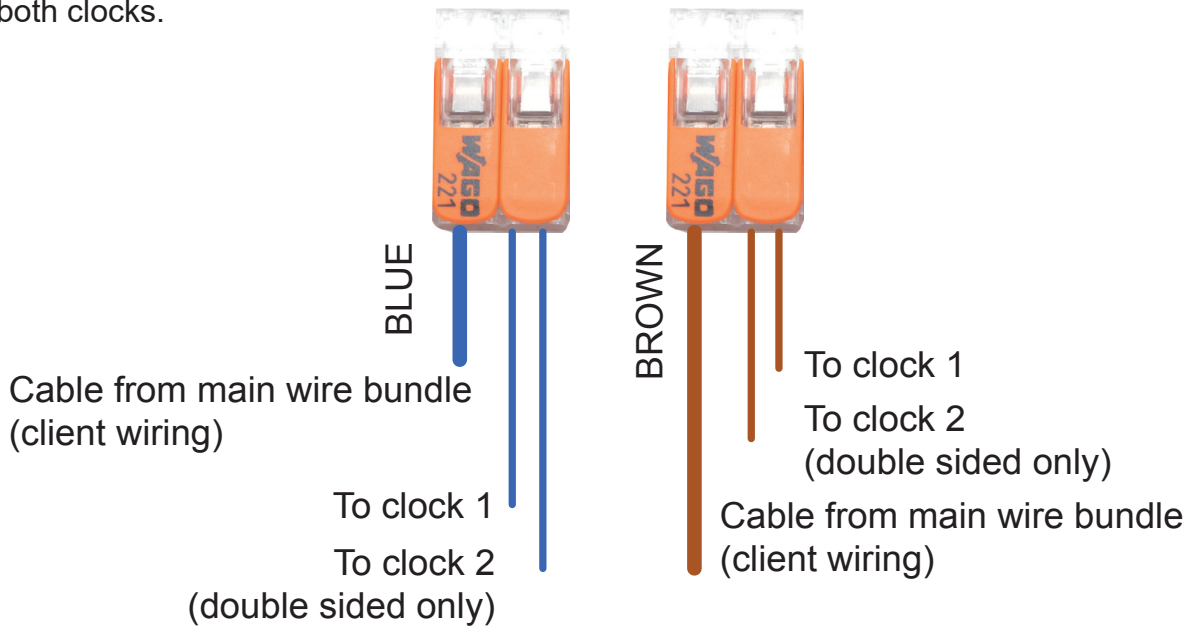 both clocks.
WAGO
221
WAGO
221
BLUE
BROWN
Cable from main wire bundle
(client wiring)
To clock 1
To clock 2
(double sided only)
To clock 1
To clock 2
(double sided only)
Cable from main wire bundle
(client wiring)